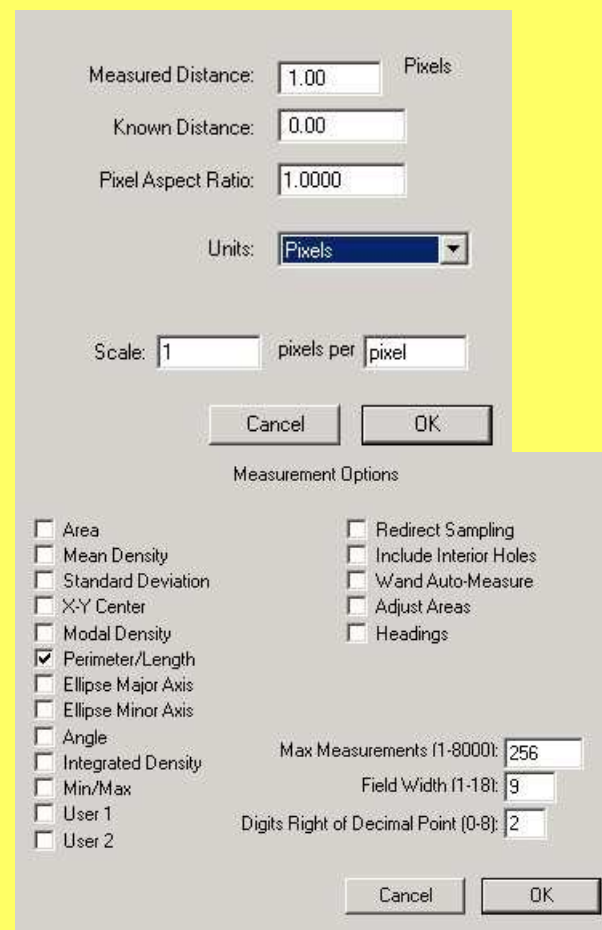 Measured Distance: 1.00 Pixels
Known Distance: 0.00
Pixel Aspect Ratio: 1.0000
Units: Pixels
Scale: 1 pixels per pixel
Cancel OK
Measurement Options
Area
Mean Density
Standard Deviation
X-Y Center
Modal Density
Perimeter/Length
Ellipse Major Axis
Ellipse Minor Axis
Angle
Integrated Density
Min/Max
User 1
User 2
Redirect Sampling
Include Interior Holes
Wand Auto-Measure
Adjust Areas
Headings
Max Measurements (1-8000): 256
Field Width (1-18): 9
Digits Right of Decimal Point (0-8): 2
Cancel OK